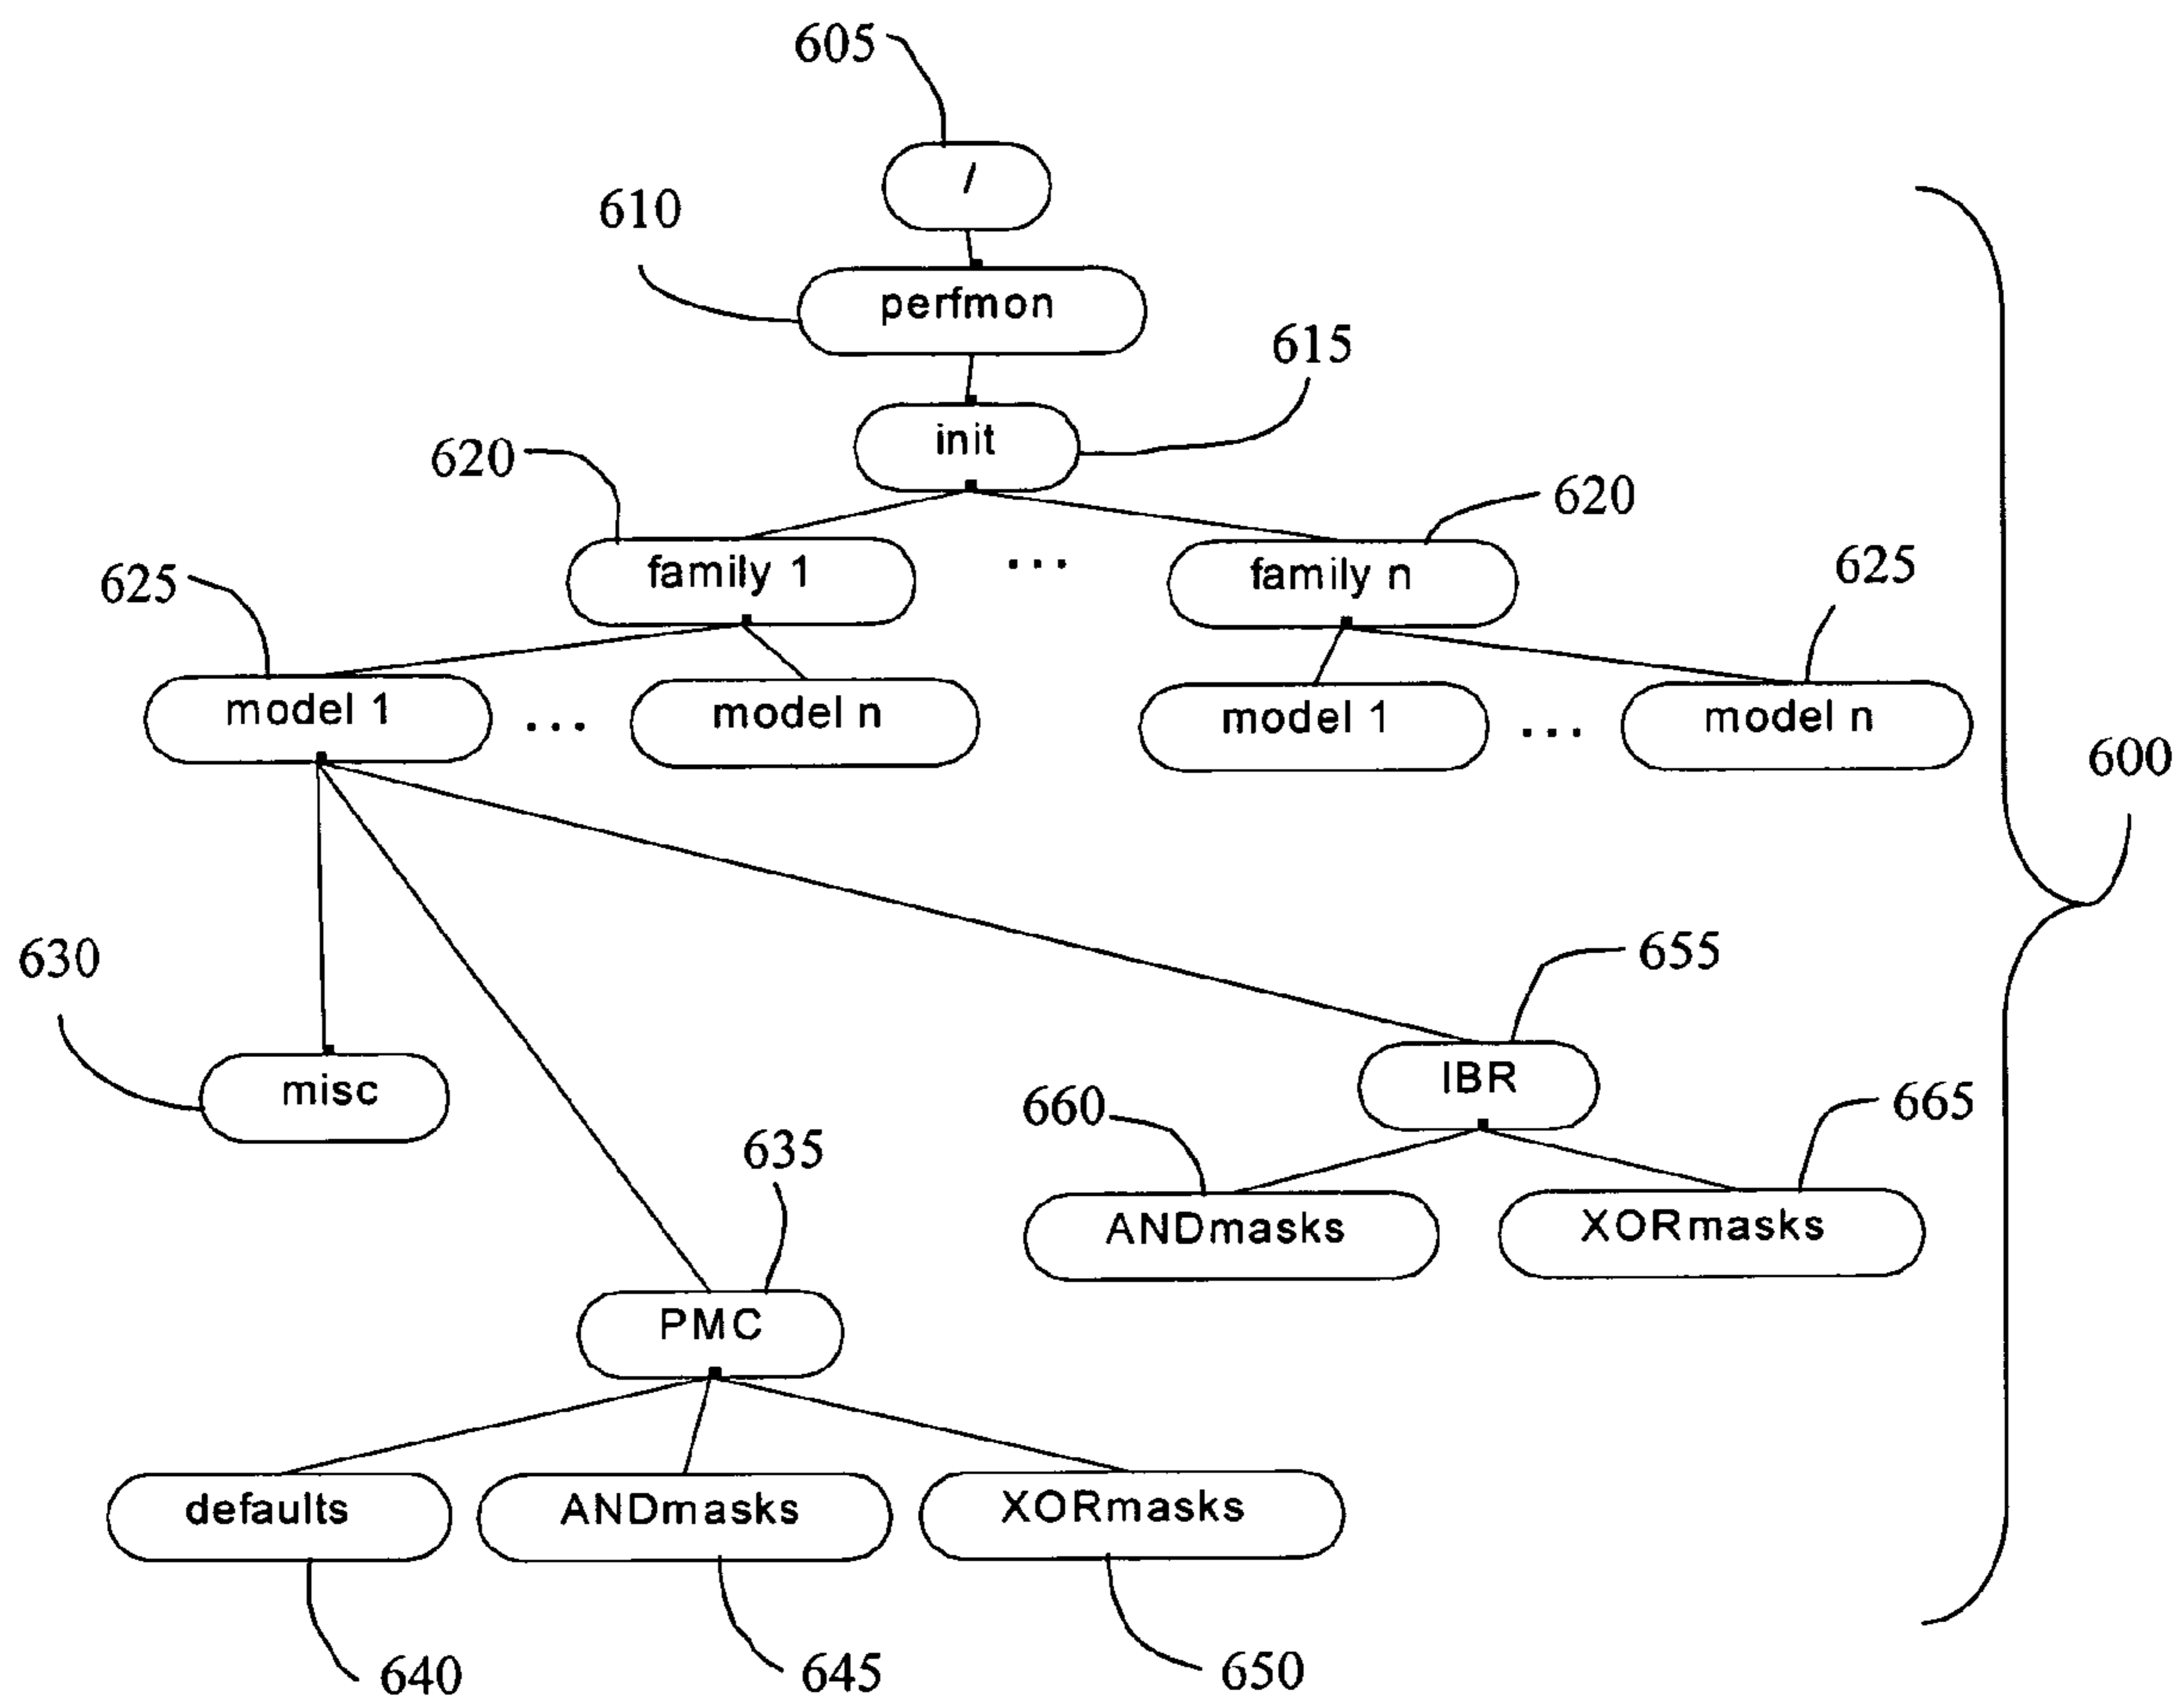 605
/
610
perfmon
615
init
620
620
family 1
...
family n
625
625
model 1
...
model n
model 1
...
model n
600
630
655
misc
IBR
660
665
635
ANDmasks
XORmasks
PMC
defaults
ANDmasks
XORmasks
640
645
650